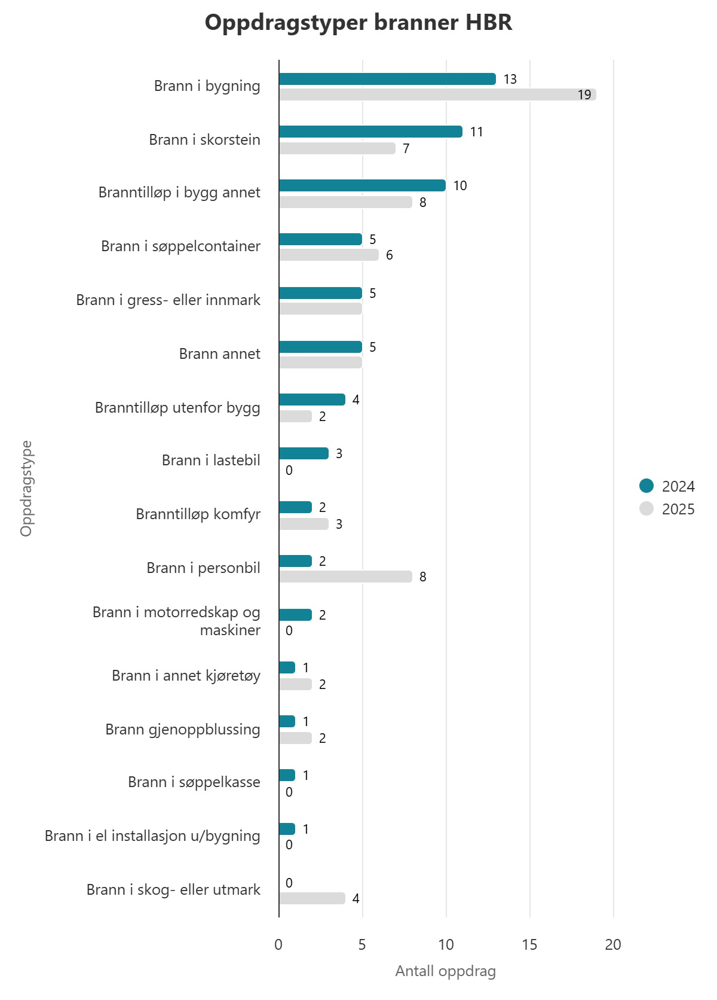 Oppdragstyper branner HBR
Brann i bygning
13
19
Brann i skorstein
11
7
Branntilløp i bygg annet
10
8
Brann i søppelcontainer
5
6
Brann i gress- eller innmark
5
Brann annet
5
Branntilløp utenfor bygg
4
2
Brann i lastebil
3
0
Branntilløp komfyr
2
3
Brann i personbil
2
8
Brann i motorredskap og
maskiner
2
0
Brann i annet kjøretøy
1
2
Brann gjenoppblussing
1
2
Brann i søppelkasse
1
0
Brann i el installasjon u/bygning
1
0
Brann i skog- eller utmark
0
4
0 5 10 15 20
Antall oppdrag
Oppdragstype
2024
2025